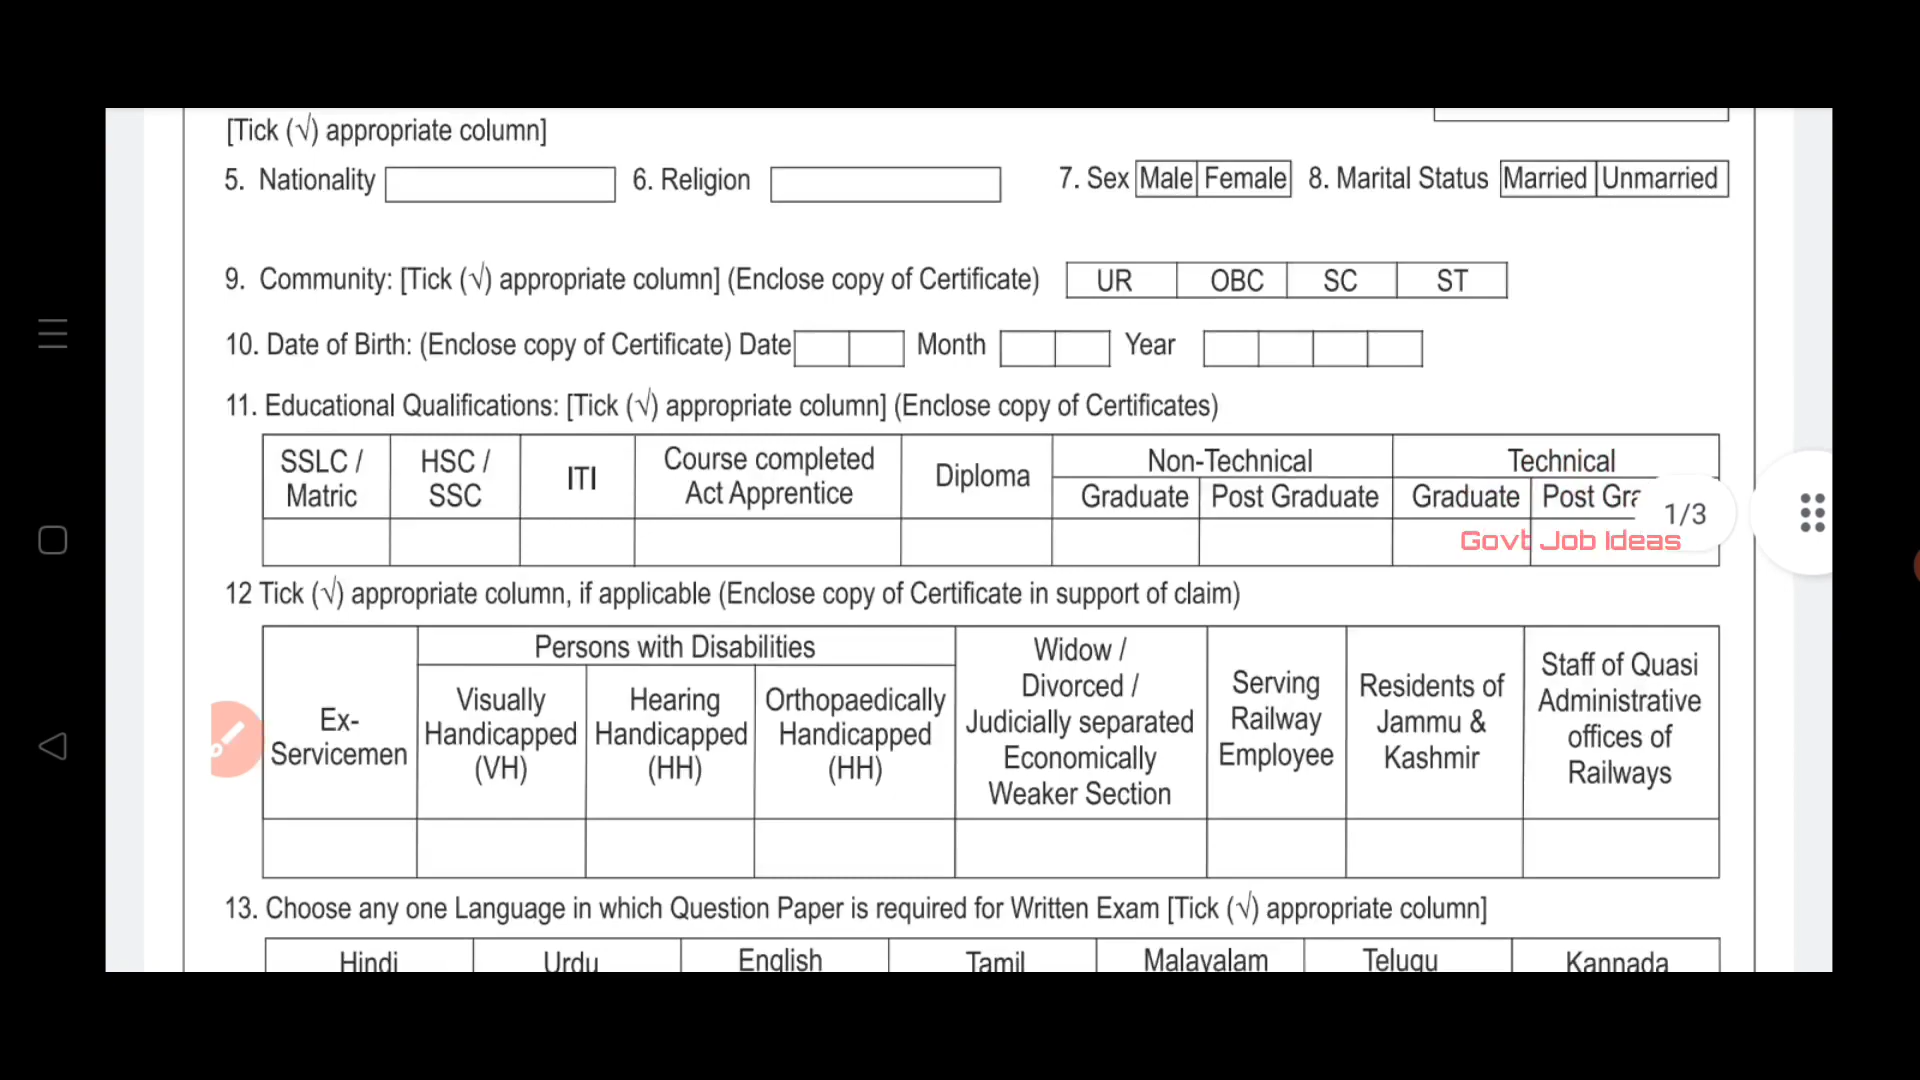 [Tick (√) appropriate column]
5. Nationality 6. Religion 7. Sex Male Female 8. Marital Status Married Unmarried
9. Community: [Tick (√) appropriate column] (Enclose copy of Certificate) UR OBC SC ST
10. Date of Birth: (Enclose copy of Certificate) Date Month Year
11. Educational Qualifications: [Tick (√) appropriate column] (Enclose copy of Certificates)
SSLC /
Matric
HSC /
SSC
ITI
Course completed
Act Apprentice
Diploma
Non-Technical
Graduate Post Graduate
Technical
Graduate Post Gra
1/3
Govt Job Ideas
12 Tick (√) appropriate column, if applicable (Enclose copy of Certificate in support of claim)
Ex-
Servicemen
Persons with Disabilities
Visually
Handicapped
(VH)
Hearing
Handicapped
(HH)
Orthopaedically
Handicapped
(HH)
Widow /
Divorced /
Judicially separated
Economically
Weaker Section
Serving
Railway
Employee
Residents of
Jammu &
Kashmir
Staff of Quasi
Administrative
offices of
Railways
13. Choose any one Language in which Question Paper is required for Written Exam [Tick (√) appropriate column]
Hindi Urdu English Tamil Malayalam Telugu Kannada